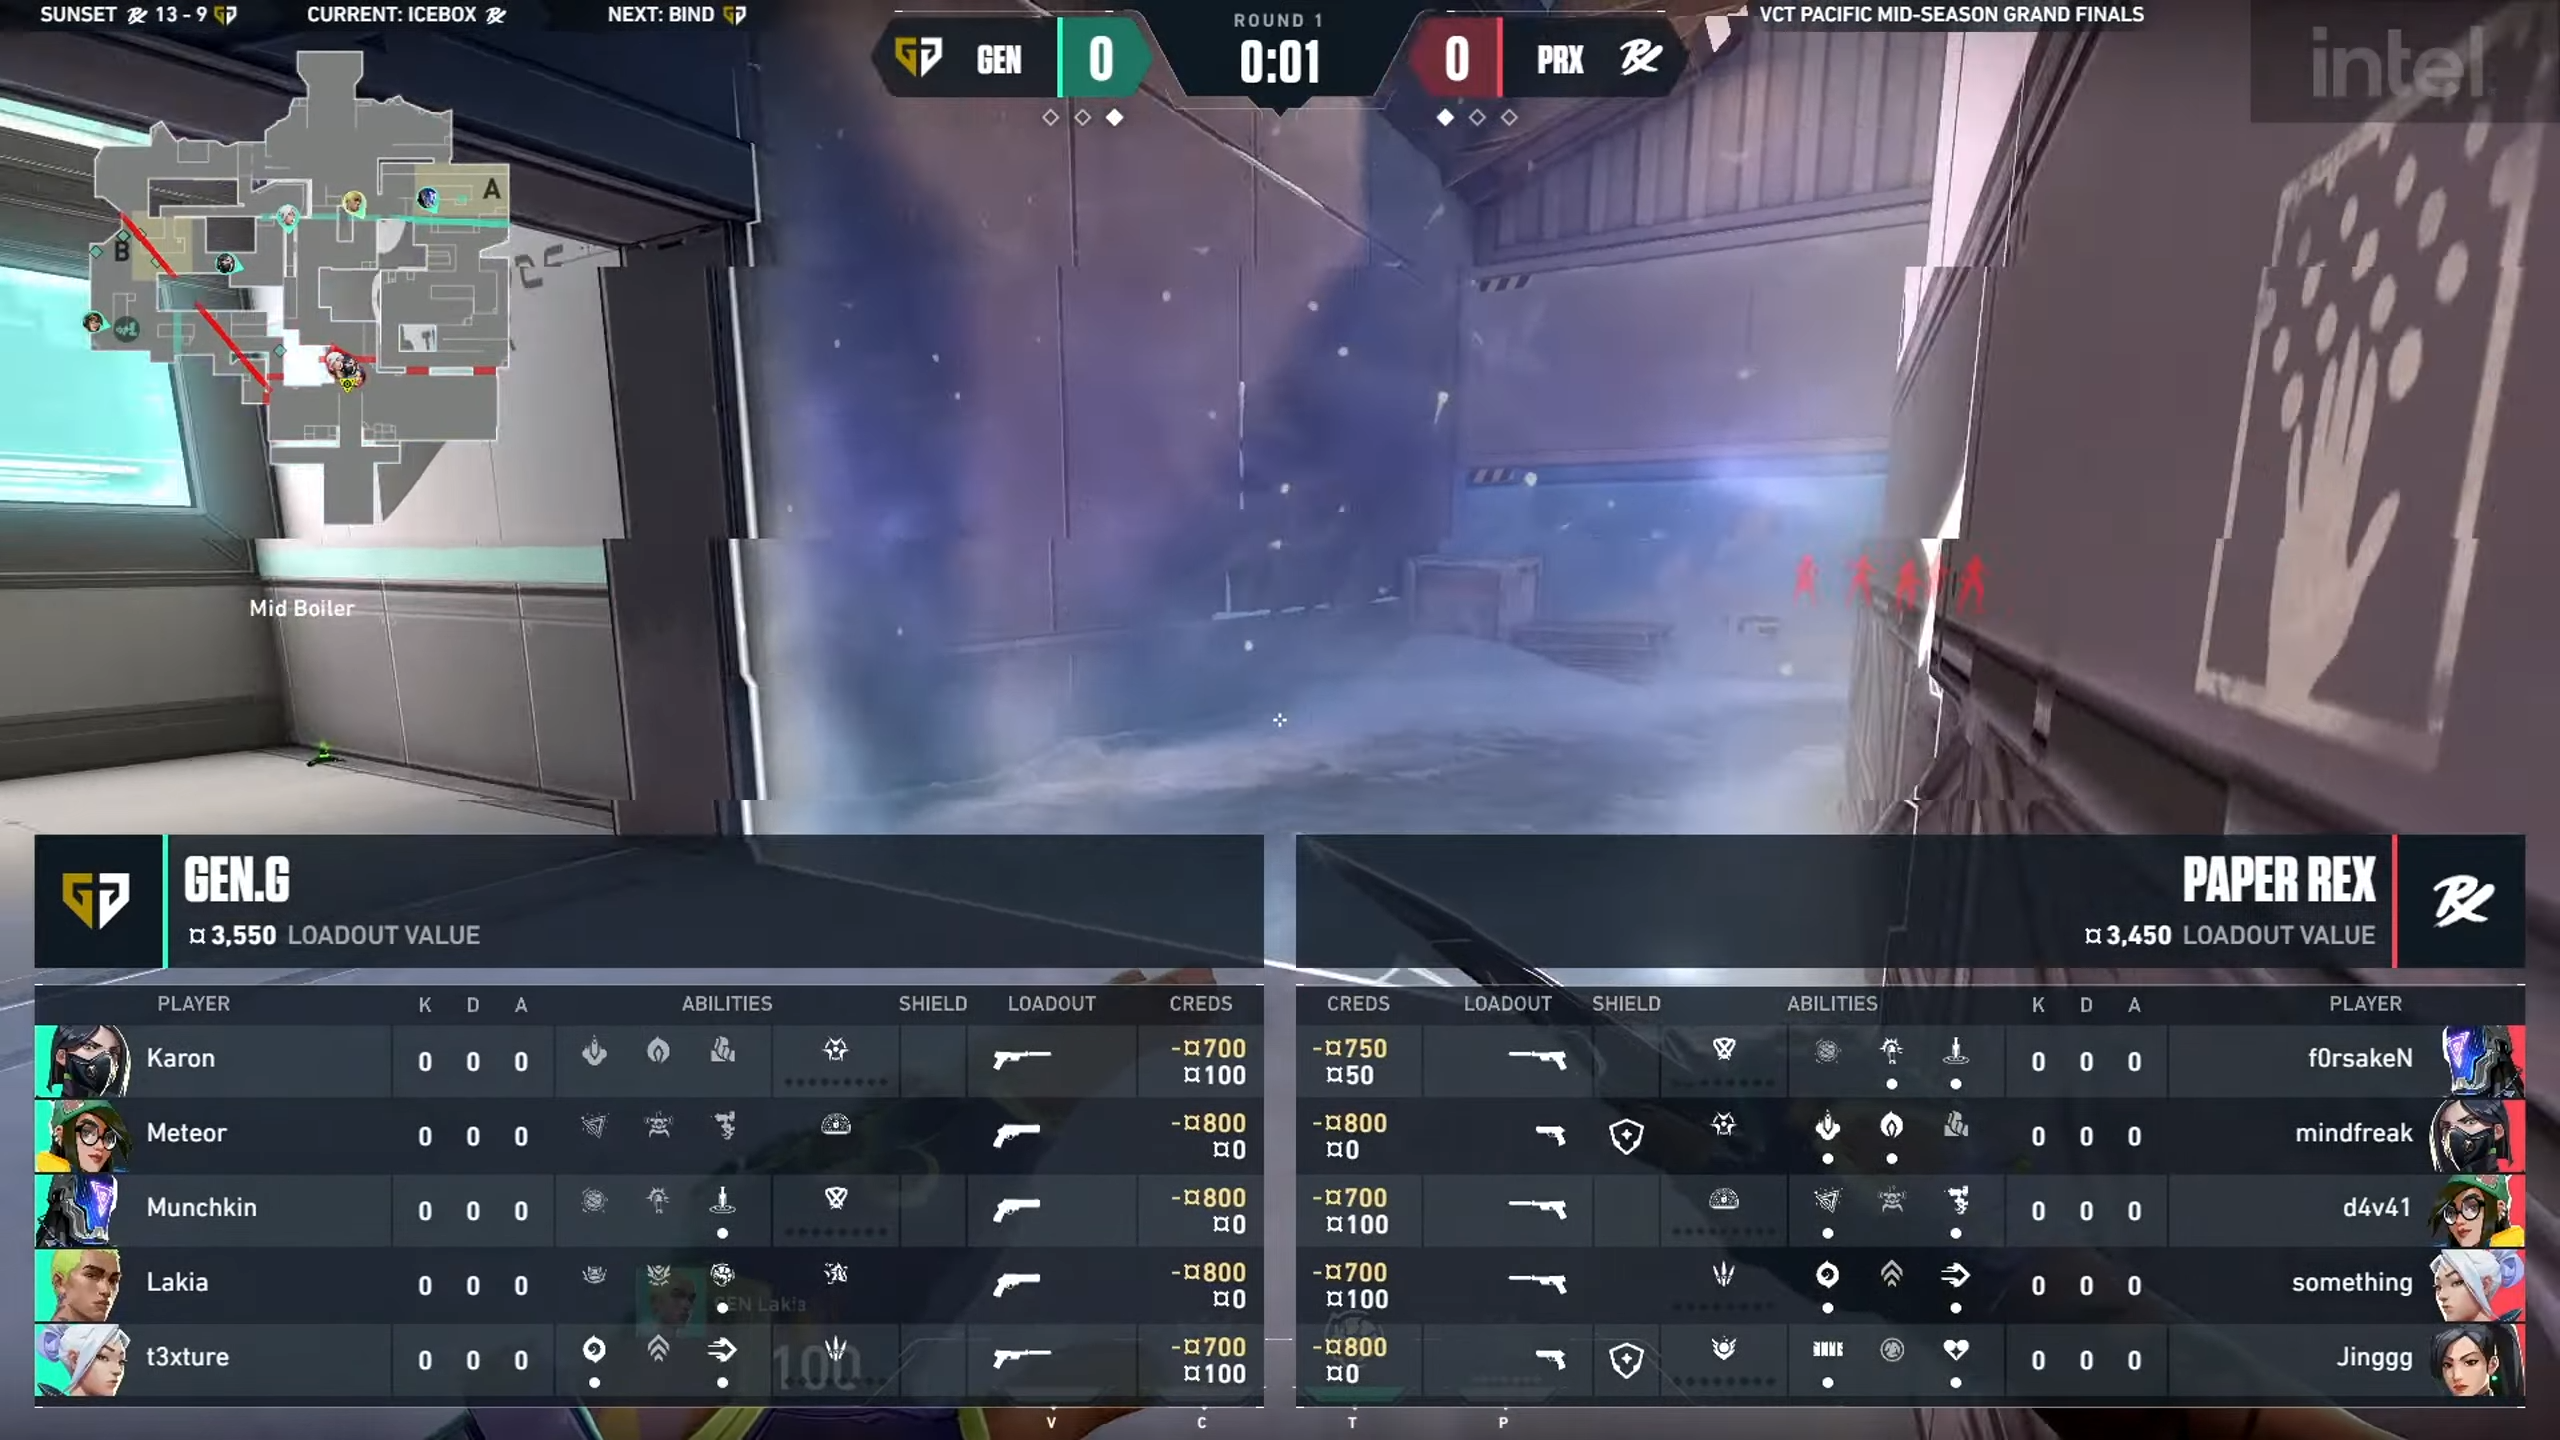 SUNSET 13 - 9 CURRENT: ICEBOX NEXT: BIND
GEN 0 ROUND 1 0:01 0 PRX
VCT PACIFIC MID-SEASON GRAND FINALS
intel
A
B
Mid Boiler
GEN.G
¤ 3,550 LOADOUT VALUE
PLAYER K D A ABILITIES SHIELD LOADOUT CREDS
Karon 0 0 0 -¤700 ¤100
Meteor 0 0 0 -¤800 ¤0
Munchkin 0 0 0 -¤800 ¤0
Lakia 0 0 0 -¤800 ¤0
GEN Lakia
t3xture 0 0 0 -¤700 ¤100
100
PAPER REX
¤ 3,450 LOADOUT VALUE
CREDS LOADOUT SHIELD ABILITIES K D A PLAYER
-¤750 ¤50 0 0 0 f0rsakeN
-¤800 ¤0 0 0 0 mindfreak
-¤700 ¤100 0 0 0 d4v41
-¤700 ¤100 0 0 0 something
-¤800 ¤0 0 0 0 Jinggg
V C T P